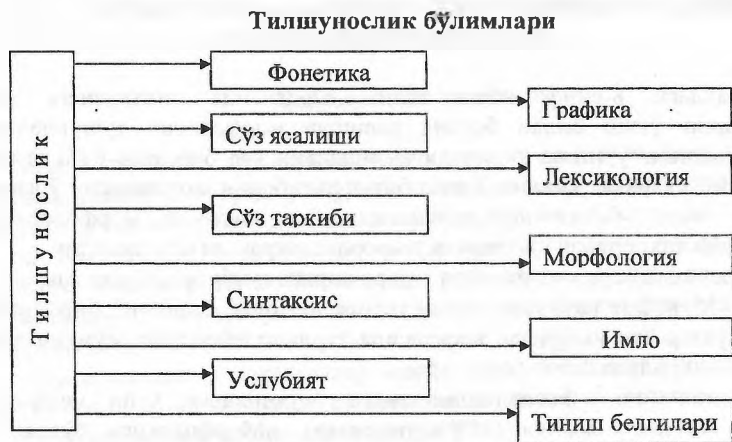 Тилшунослик бўлимлари
Тилшунослик
Фонетика
Графика
Сўз ясалиши
Лексикология
Сўз таркиби
Морфология
Синтаксис
Имло
Услубият
Тиниш белгилари